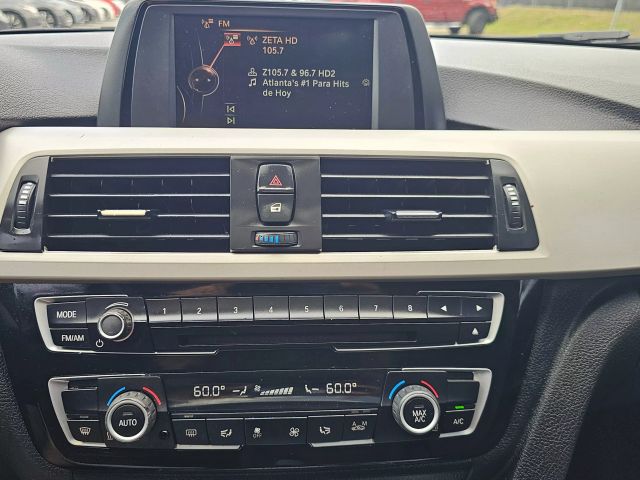 FM
ZETA HD
105.7
Z105.7 & 96.7 HD2
Atlanta's #1 Para Hits
de Hoy
MODE
1 2 3 4 5 6 7 8
FM/AM
60.0° 60.0°
AUTO
MAX
A/C
OFF
A M
A/C